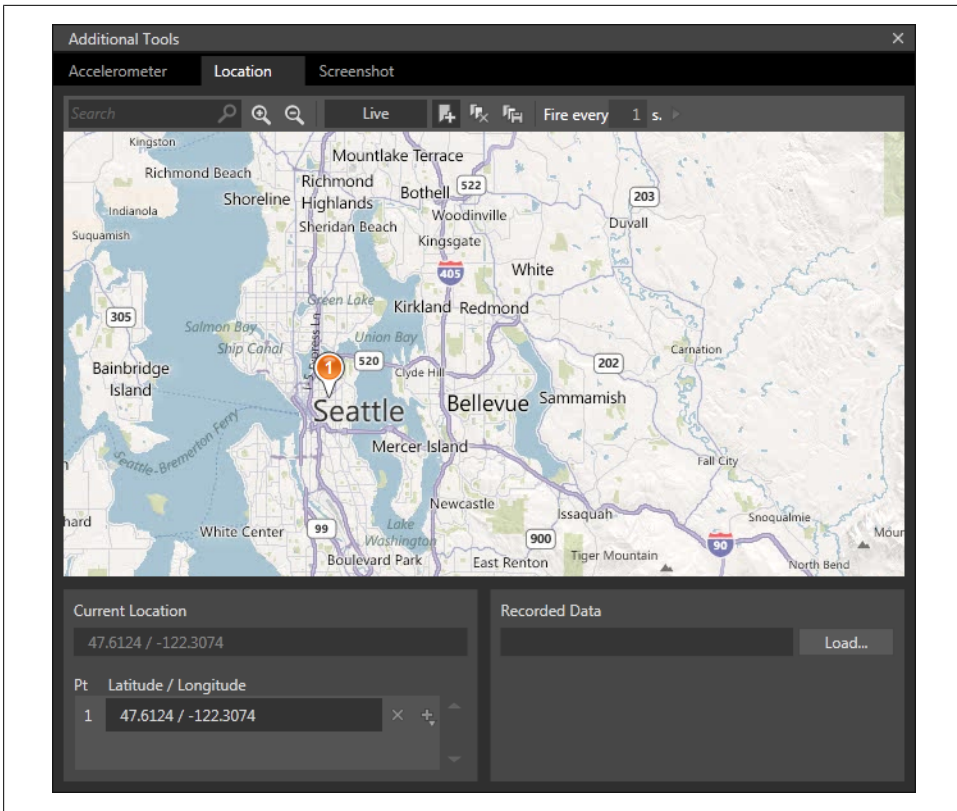 Additional Tools
Accelerometer Location Screenshot
Search Live Fire every 1 s.
Kingston
Mountlake Terrace
Richmond Beach
Richmond
Highlands
Bothell 522
203
Shoreline
Indianola
Woodinville
Duvall
Sheridan Beach
Suquamish
Kingsgate
405
White
Green Lake
Kirkland Redmond
305
Salmon Bay
Ship Canal
Union Bay
520
Carnation
Bainbridge
Island
1
Clyde Hill
202
Seattle
Bellevue
Sammamish
Mercer Island
Seattle-Bremerton Ferry
Fall City
Newcastle
Issaquah
Snoqualmie
hard
White Center
99
Lake
Washington
900
90
Moun
Boulevard Park
East Renton
Tiger Mountain
North Bend
Current Location
47.6124 / -122.3074
Pt Latitude / Longitude
1 47.6124 / -122.3074
Recorded Data
Load...